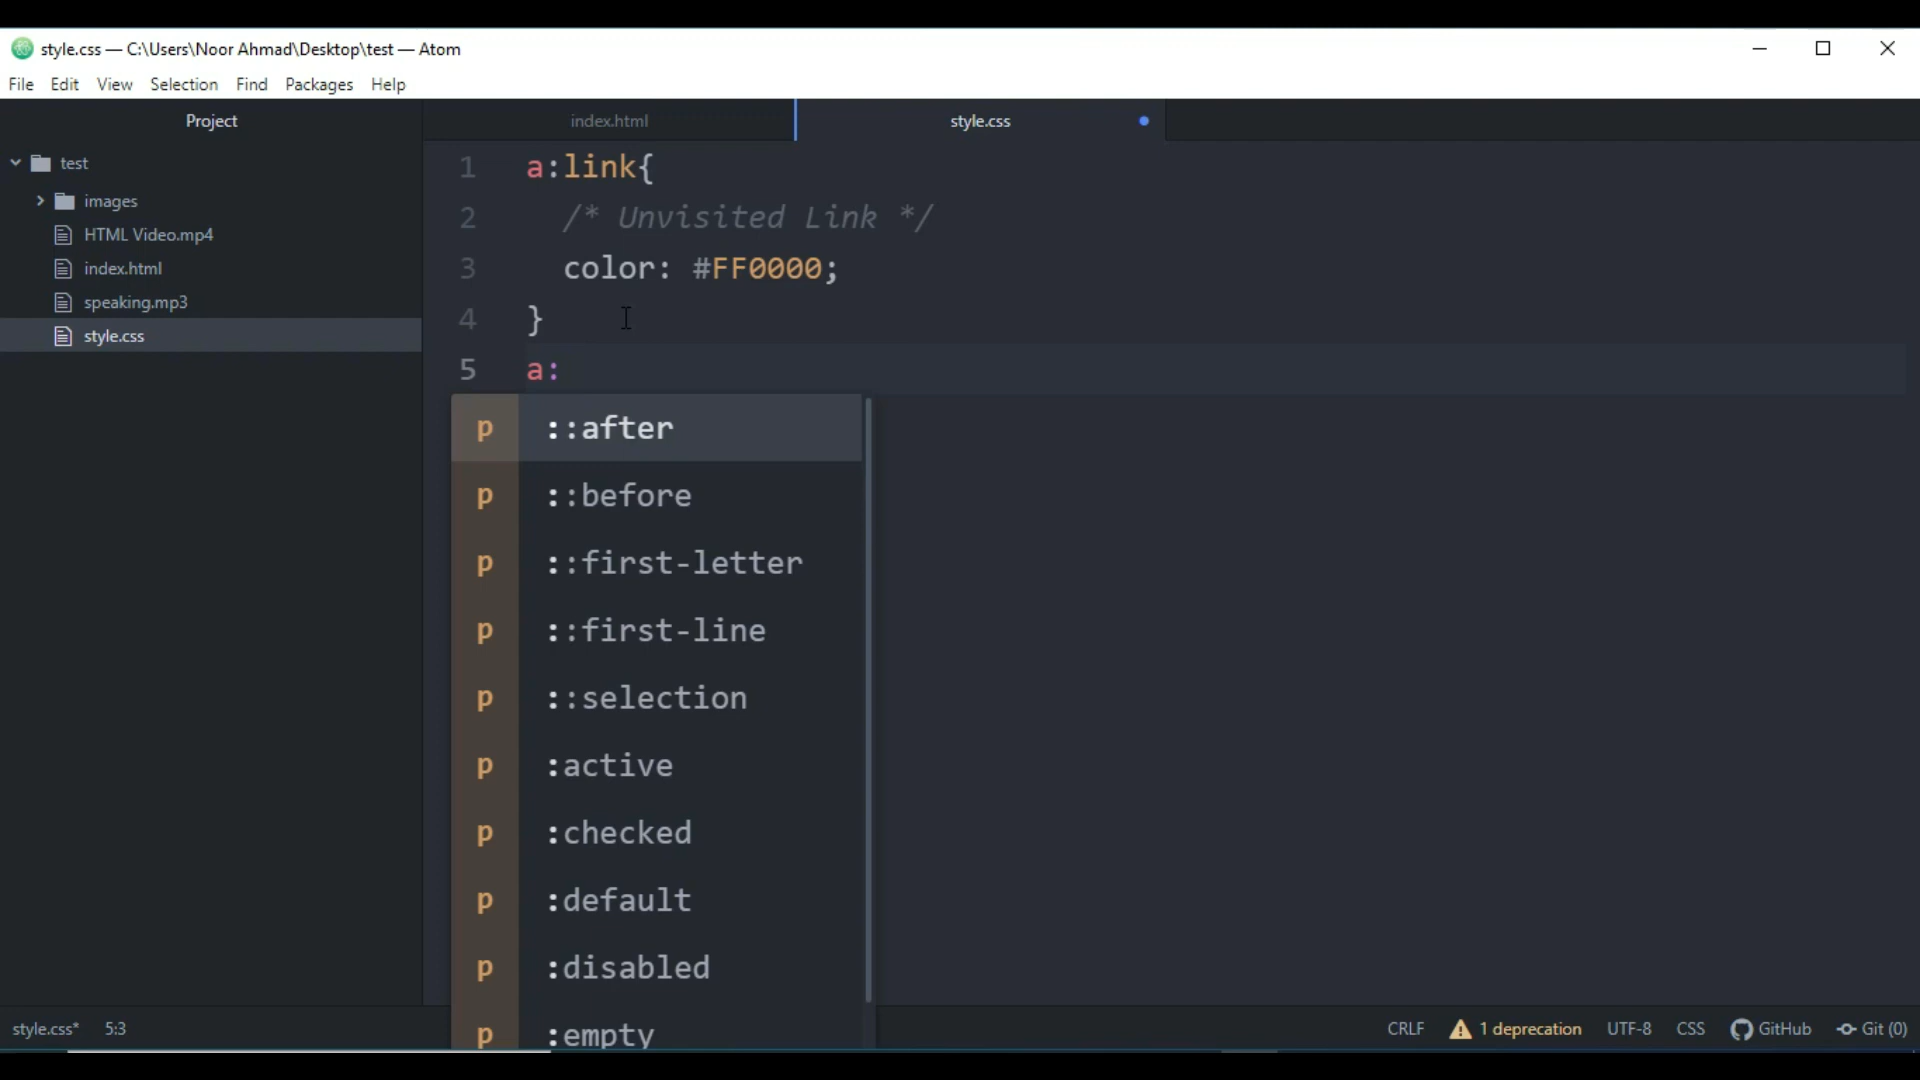 style.css — C:\Users\Noor Ahmad\Desktop\test — Atom
File Edit View Selection Find Packages Help
Project
index.html
style.css
test
images
HTML Video.mp4
index.html
speaking.mp3
style.css
1 a:link{
2 /* Unvisited Link */
3 color: #FF0000;
4 }
5 a:
p ::after
p ::before
p ::first-letter
p ::first-line
p ::selection
p :active
p :checked
p :default
p :disabled
p :empty
style.css* 5:3 CRLF 1 deprecation UTF-8 CSS GitHub Git (0)